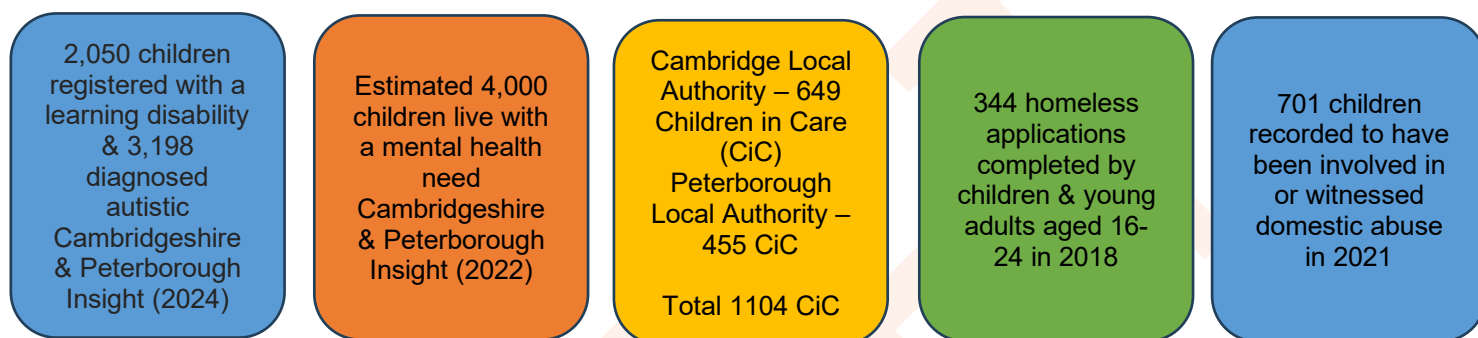 2,050 children
registered with a
learning disability
& 3,198
diagnosed
autistic
Cambridgeshire
& Peterborough
Insight (2024)
Estimated 4,000
children live with
a mental health
need
Cambridgeshire
& Peterborough
Insight (2022)
Cambridge Local
Authority – 649
Children in Care
(CiC)
Peterborough
Local Authority –
455 CiC
Total 1104 CiC
344 homeless
applications
completed by
children & young
adults aged 16-
24 in 2018
701 children
recorded to have
been involved in
or witnessed
domestic abuse
in 2021